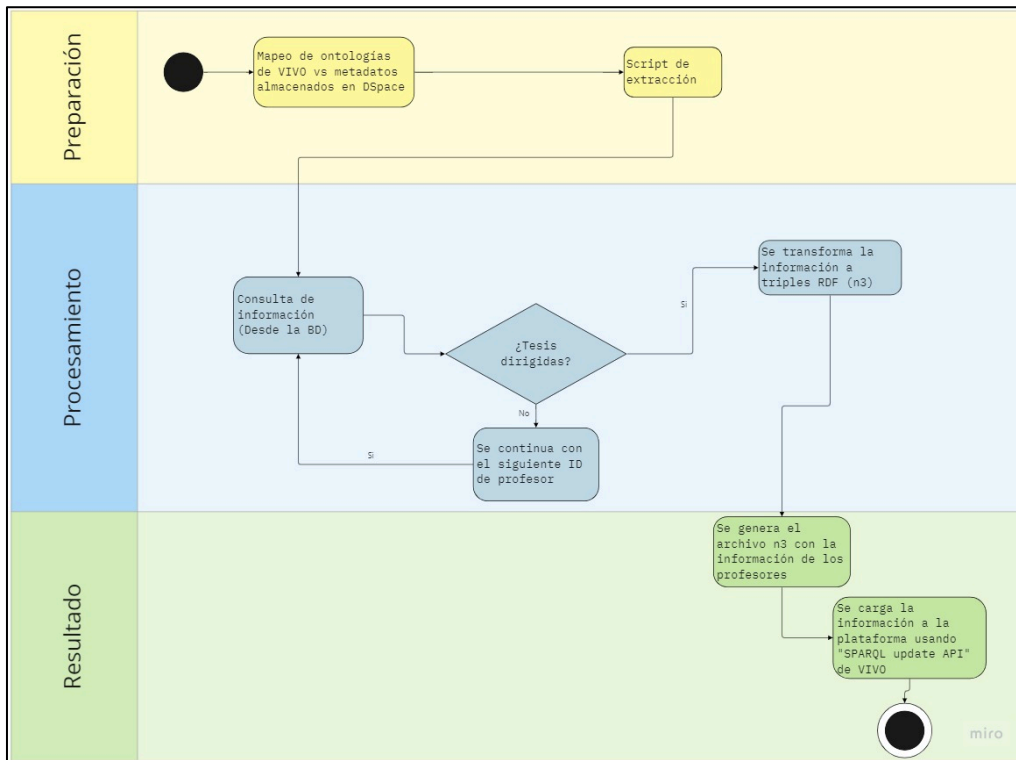 Preparación
Mapeo de ontologías
de VIVO vs metadatos
almacenados en DSpace
Script de
extracción
Procesamiento
Se transforma la
información a
triples RDF (n3)
Consulta de
información
(Desde la BD)
Si
¿Tesis
dirigidas?
No
Si
Se continua con
el siguiente ID
de profesor
Resultado
Se genera el
archivo n3 con la
información de los
profesores
Se carga la
información a la
plataforma usando
"SPARQL update API"
de VIVO
miro